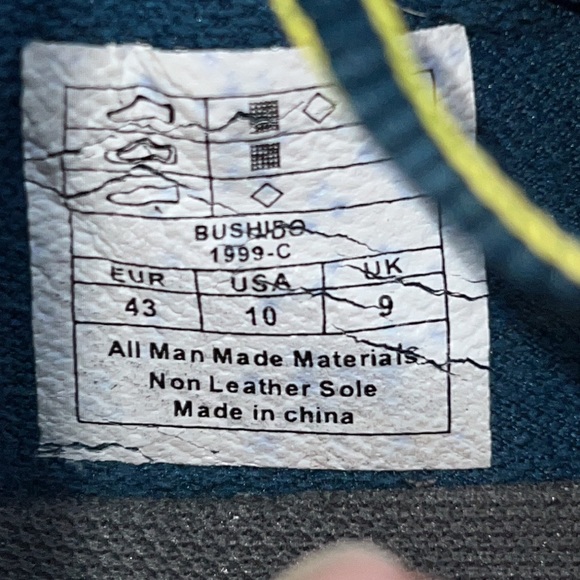 BUSHIDO
1999-C
EUR USA UK
43 10 9
All Man Made Materials
Non Leather Sole
Made in china